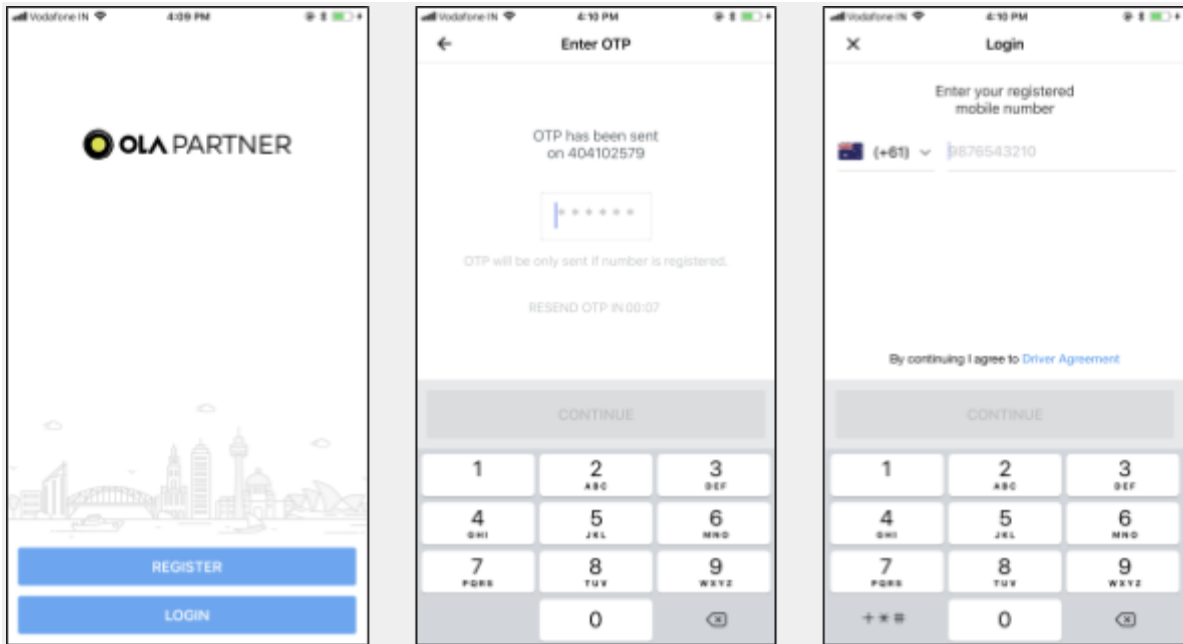 Vodafone IN 4:09 PM
OLA PARTNER
REGISTER
LOGIN
Vodafone IN 4:10 PM
Enter OTP
OTP has been sent
on 404102579
******
OTP will be only sent if number is registered.
RESEND OTP IN 00:07
CONTINUE
1 2 3
ABC DEF
4 5 6
GHI JKL MNO
7 8 9
PQRS TUV WXYZ
0
Vodafone IN 4:10 PM
Login
Enter your registered
mobile number
(+61) 9876543210
By continuing I agree to Driver Agreement
CONTINUE
1 2 3
ABC DEF
4 5 6
GHI JKL MNO
7 8 9
PQRS TUV WXYZ
+*# 0